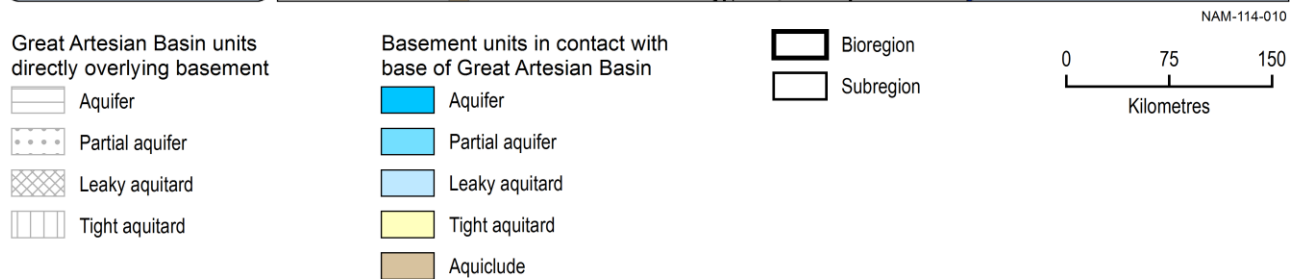 NAM-114-010
Great Artesian Basin units
directly overlying basement
Aquifer
Partial aquifer
Leaky aquitard
Tight aquitard
Basement units in contact with
base of Great Artesian Basin
Aquifer
Partial aquifer
Leaky aquitard
Tight aquitard
Aquiclude
Bioregion
Subregion
0 75 150
Kilometres